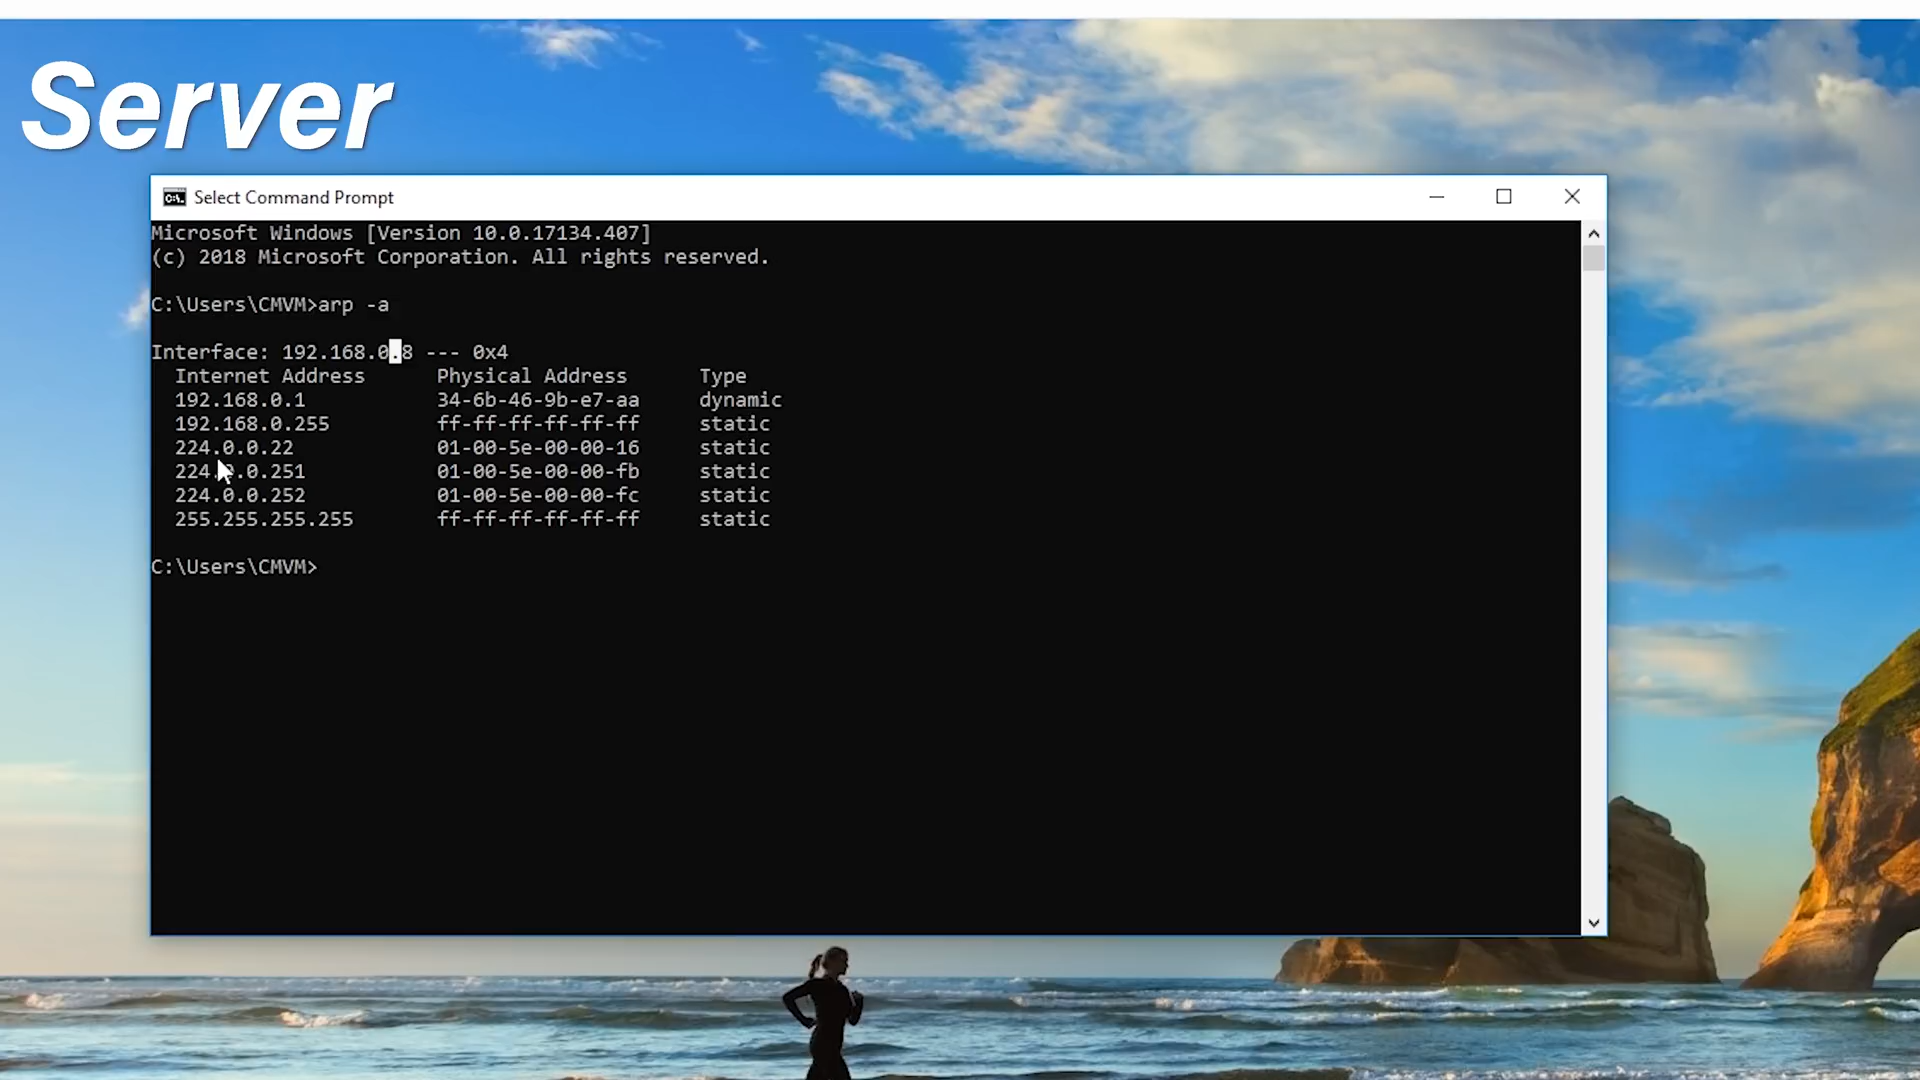 Server
Select Command Prompt
Microsoft Windows [Version 10.0.17134.407]
(c) 2018 Microsoft Corporation. All rights reserved.
C:\Users\CMVM>arp -a
Interface: 192.168.0.8 --- 0x4
Internet Address Physical Address Type
192.168.0.1 34-6b-46-9b-e7-aa dynamic
192.168.0.255 ff-ff-ff-ff-ff-ff static
224.0.0.22 01-00-5e-00-00-16 static
224.0.0.251 01-00-5e-00-00-fb static
224.0.0.252 01-00-5e-00-00-fc static
255.255.255.255 ff-ff-ff-ff-ff-ff static
C:\Users\CMVM>